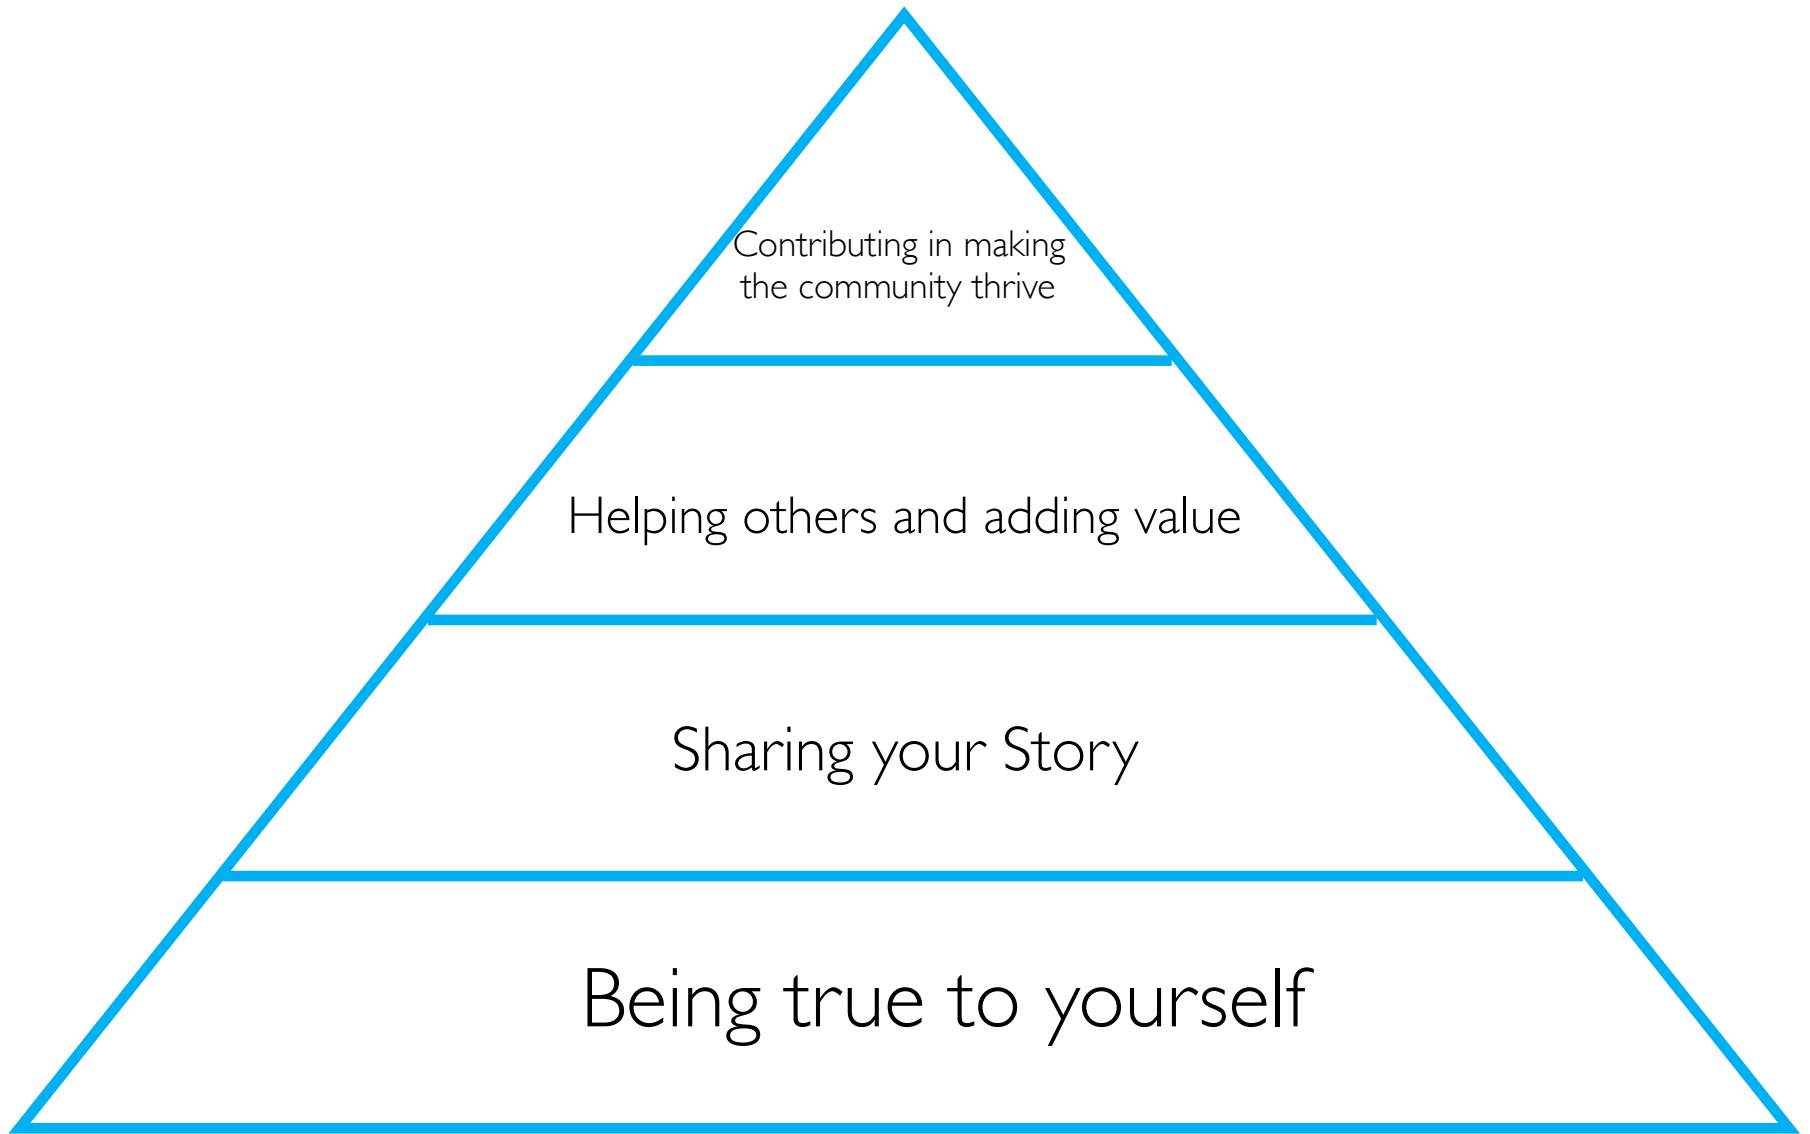 Contributing in making
the community thrive
Helping others and adding value
Sharing your Story
Being true to yourself